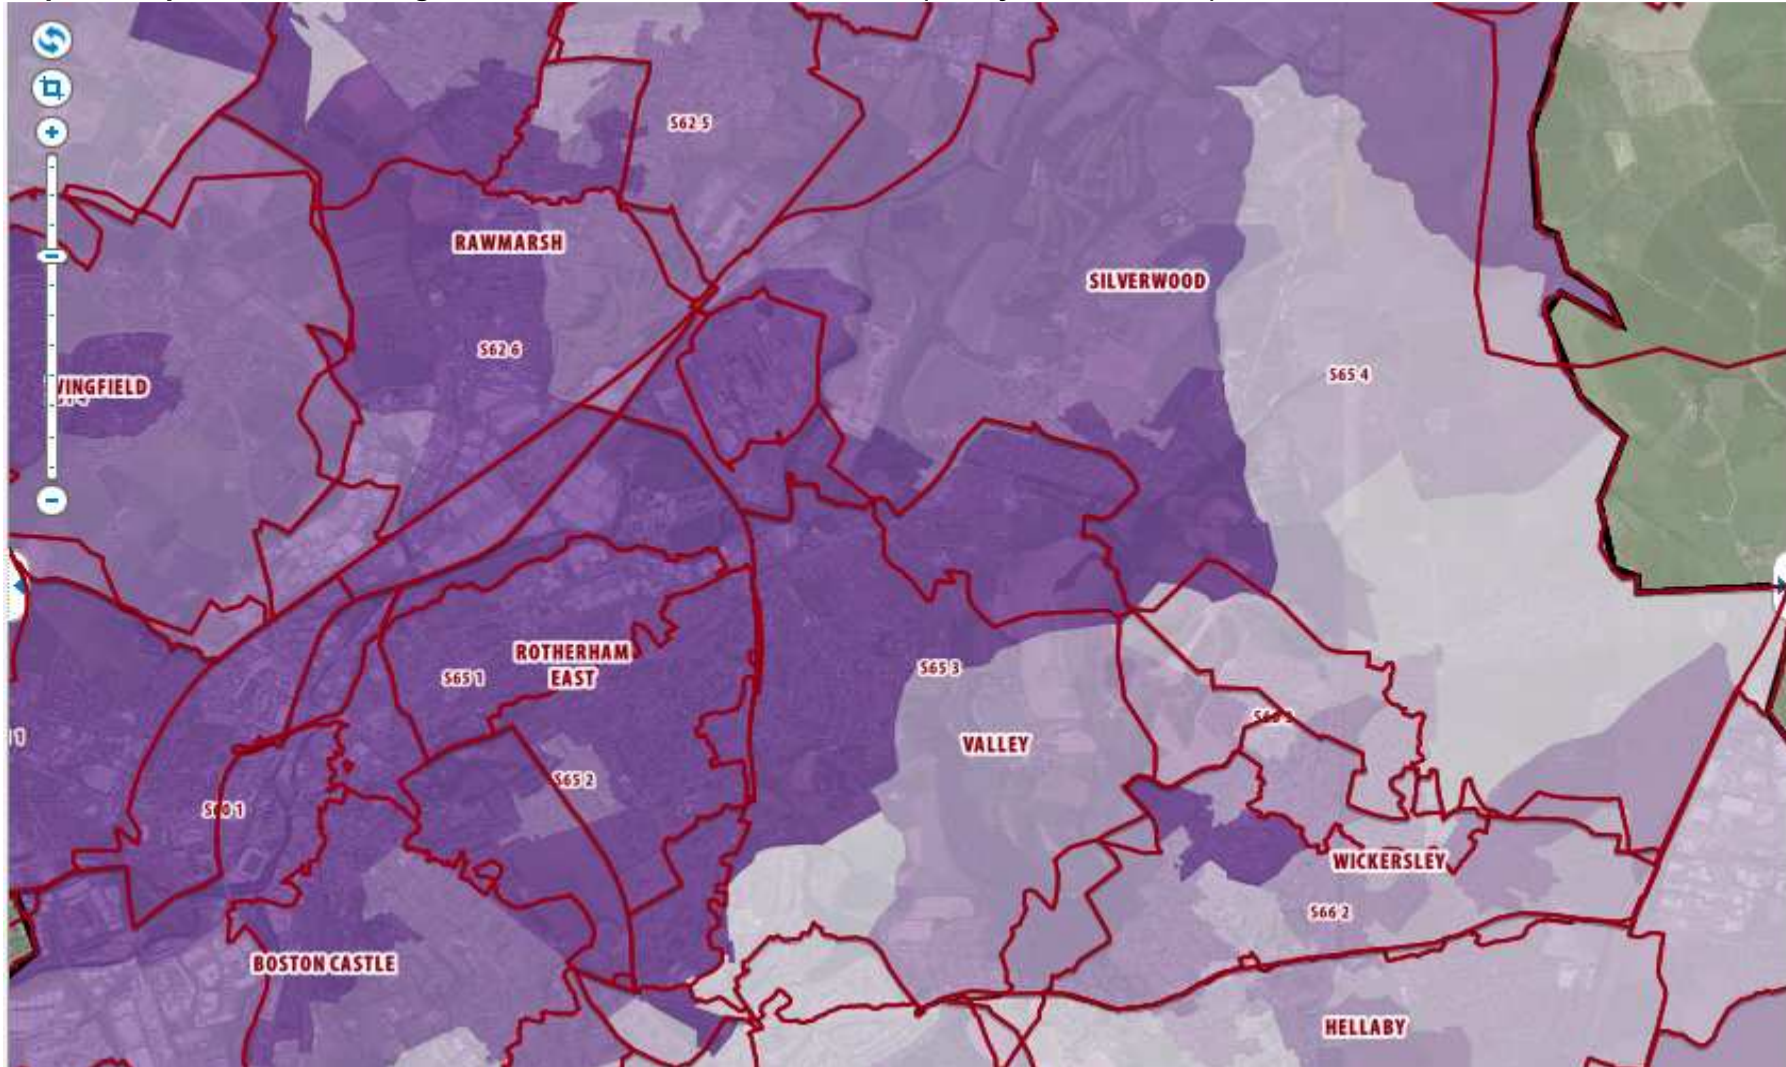 S62 5
RAWMARSH
SILVERWOOD
S62 6
S65 4
WINGFIELD
ROTHERHAM
EAST
S65 1
S65 3
VALLEY
S65 2
S60 1
WICKERSLEY
S66 2
BOSTON CASTLE
HELLABY